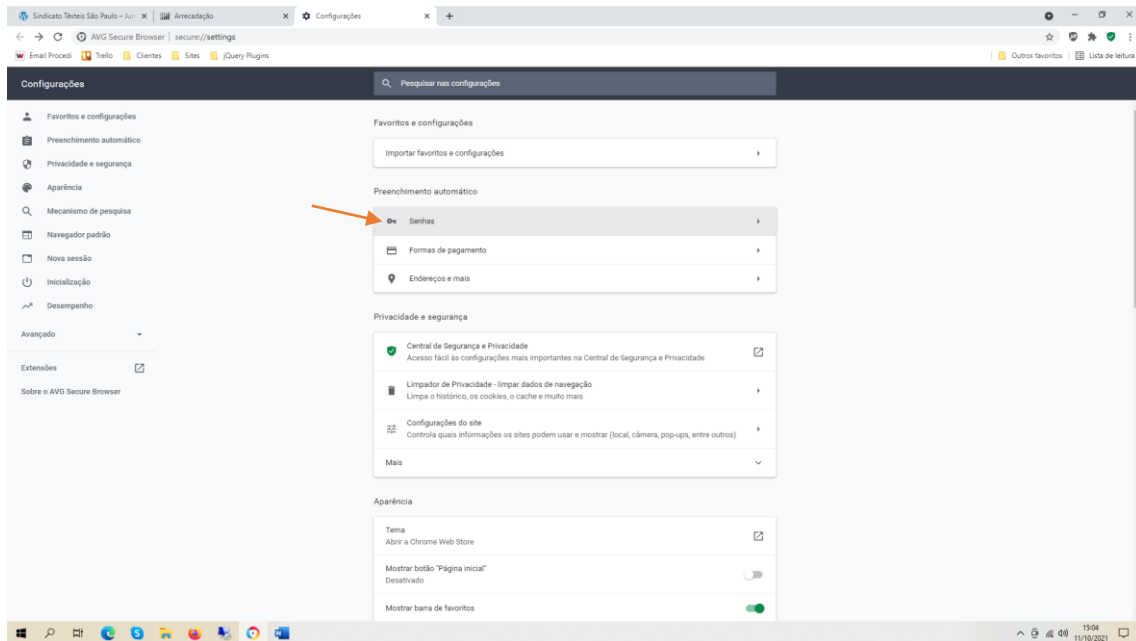 Sindicato Têxteis São Paulo – Jun
Arrecadação
Configurações
AVG Secure Browser | secure://settings
Email Procedi
Trello
Clientes
Sites
jQuery Plugins
Outros favoritos
Lista de leitura
Configurações
Pesquisar nas configurações
Favoritos e configurações
Preenchimento automático
Privacidade e segurança
Aparência
Mecanismo de pesquisa
Navegador padrão
Nova sessão
Inicialização
Desempenho
Avançado
Extensões
Sobre o AVG Secure Browser
Favoritos e configurações
Importar favoritos e configurações
Preenchimento automático
Senhas
Formas de pagamento
Endereços e mais
Privacidade e segurança
Central de Segurança e Privacidade
Acesso fácil às configurações mais importantes na Central de Segurança e Privacidade
Limpador de Privacidade - limpar dados de navegação
Limpa o histórico, os cookies, o cache e muito mais
Configurações do site
Controla quais informações os sites podem usar e mostrar (local, câmera, pop-ups, entre outros)
Mais
Aparência
Tema
Abrir a Chrome Web Store
Mostrar botão "Página inicial"
Desativado
Mostrar barra de favoritos
15:04
11/10/2021